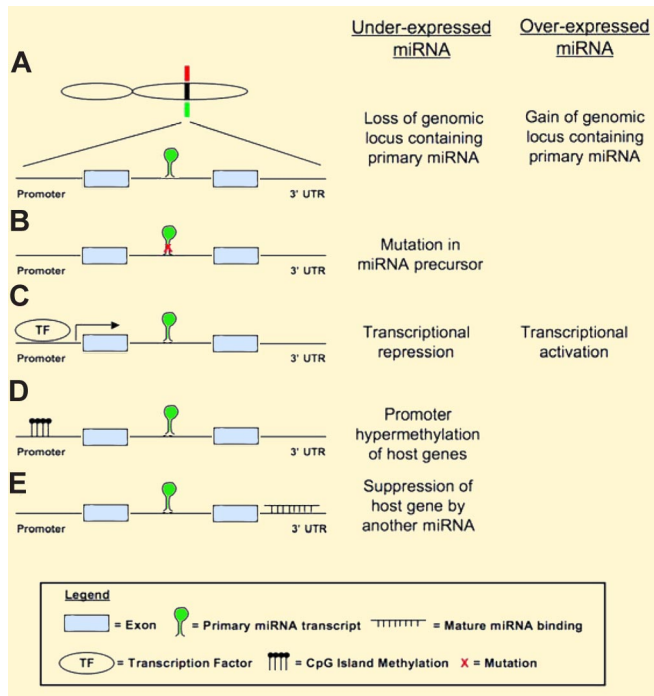 Under-expressed
miRNA
Over-expressed
miRNA
A
Loss of genomic
locus containing
primary miRNA
Gain of genomic
locus containing
primary miRNA
Promoter
3' UTR
B
Mutation in
miRNA precursor
X
Promoter
3' UTR
C
TF
Transcriptional
repression
Transcriptional
activation
Promoter
3' UTR
D
Promoter
hypermethylation
of host genes
Promoter
3' UTR
E
Suppression of
host gene by
another miRNA
Promoter
3' UTR
Legend
= Exon
= Primary miRNA transcript
= Mature miRNA binding
TF = Transcription Factor
= CpG Island Methylation
X = Mutation